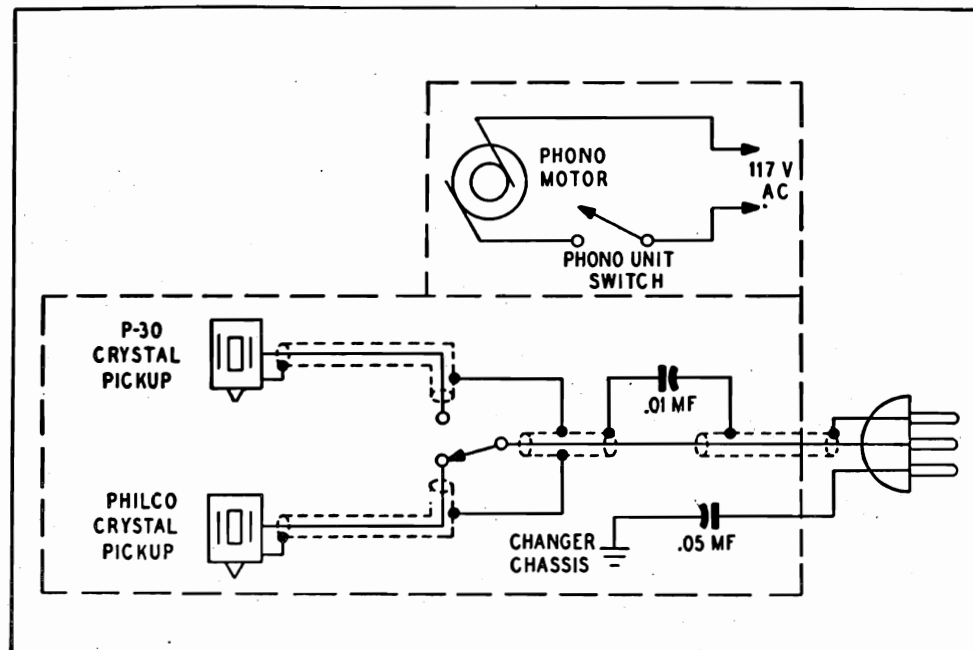 PHONO
MOTOR
117 V
AC
PHONO UNIT
SWITCH
P-30
CRYSTAL
PICKUP
.01 MF
PHILCO
CRYSTAL
PICKUP
CHANGER
CHASSIS
.05 MF